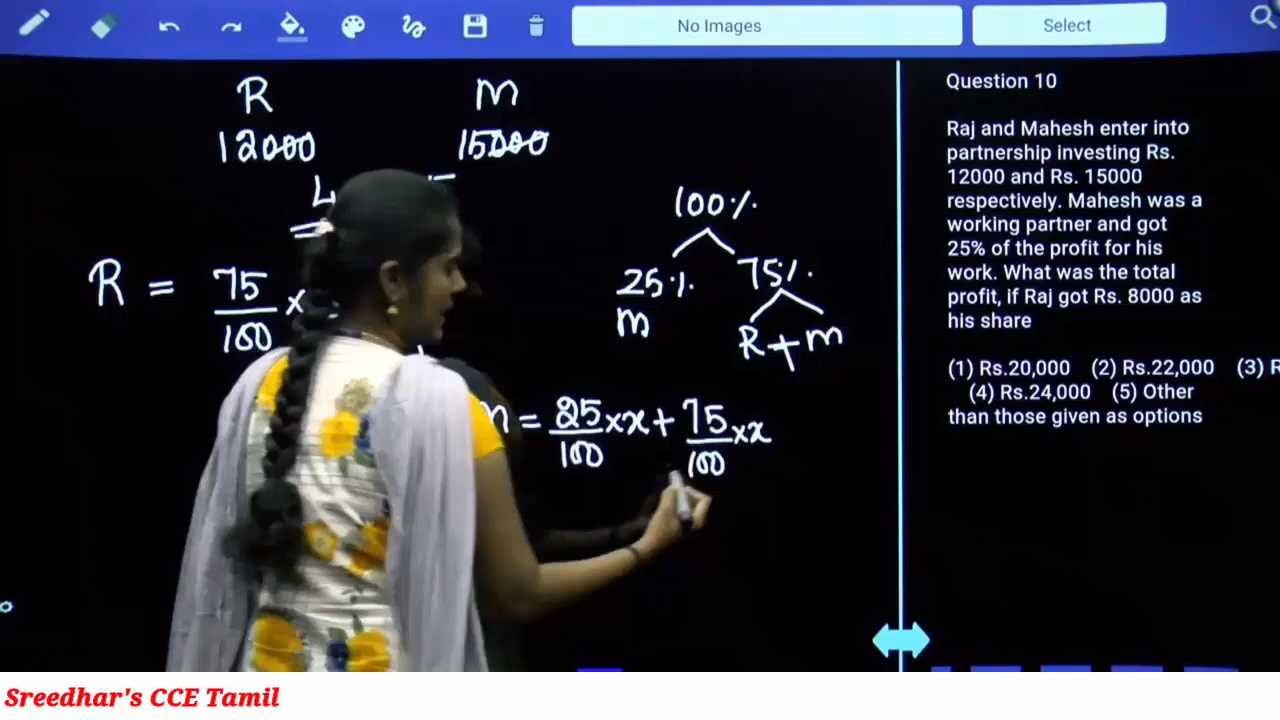 No Images
Select
R
M
12000
15000
4
100%
25%
75%
m
R + m
R = 75/100 ×
= 25/100 × x + 75/100 × x
Question 10
Raj and Mahesh enter into
partnership investing Rs.
12000 and Rs. 15000
respectively. Mahesh was a
working partner and got
25% of the profit for his
work. What was the total
profit, if Raj got Rs. 8000 as
his share
(1) Rs.20,000 (2) Rs.22,000 (3) R
(4) Rs.24,000 (5) Other
than those given as options
Sreedhar's CCE Tamil